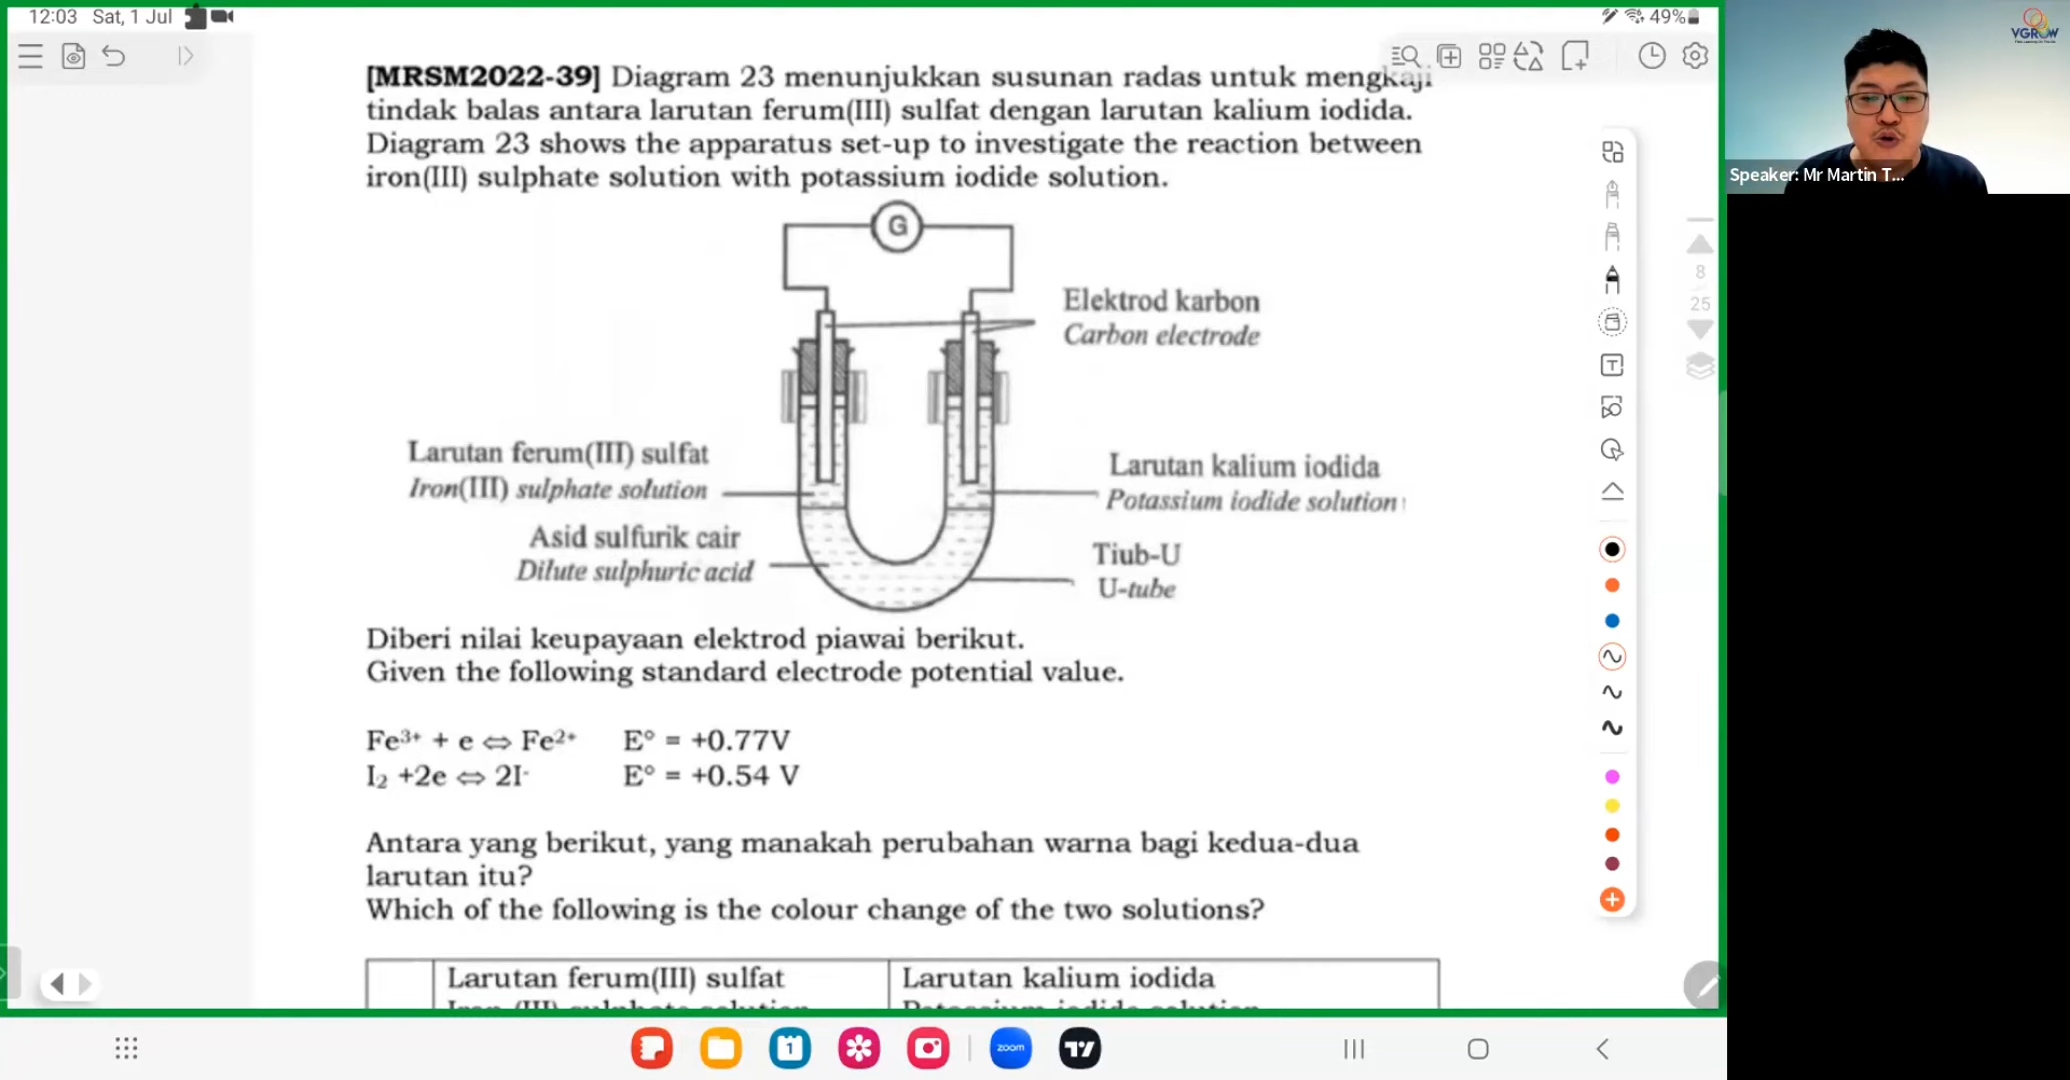 12:03 Sat, 1 Jul
49%
[MRSM2022-39] Diagram 23 menunjukkan susunan radas untuk mengkaji
tindak balas antara larutan ferum(III) sulfat dengan larutan kalium iodida.
Diagram 23 shows the apparatus set-up to investigate the reaction between
iron(III) sulphate solution with potassium iodide solution.
G
Elektrod karbon
Carbon electrode
Larutan ferum(III) sulfat
Iron(III) sulphate solution
Larutan kalium iodida
Potassium iodide solution
Asid sulfurik cair
Dilute sulphuric acid
Tiub-U
U-tube
Diberi nilai keupayaan elektrod piawai berikut.
Given the following standard electrode potential value.
Fe³⁺ + e ⇔ Fe²⁺ E° = +0.77V
I₂ +2e ⇔ 2I⁻ E° = +0.54 V
Antara yang berikut, yang manakah perubahan warna bagi kedua-dua
larutan itu?
Which of the following is the colour change of the two solutions?
Larutan ferum(III) sulfat
Larutan kalium iodida
8
25
T
1
zoom
VGROW
Speaker: Mr Martin T...